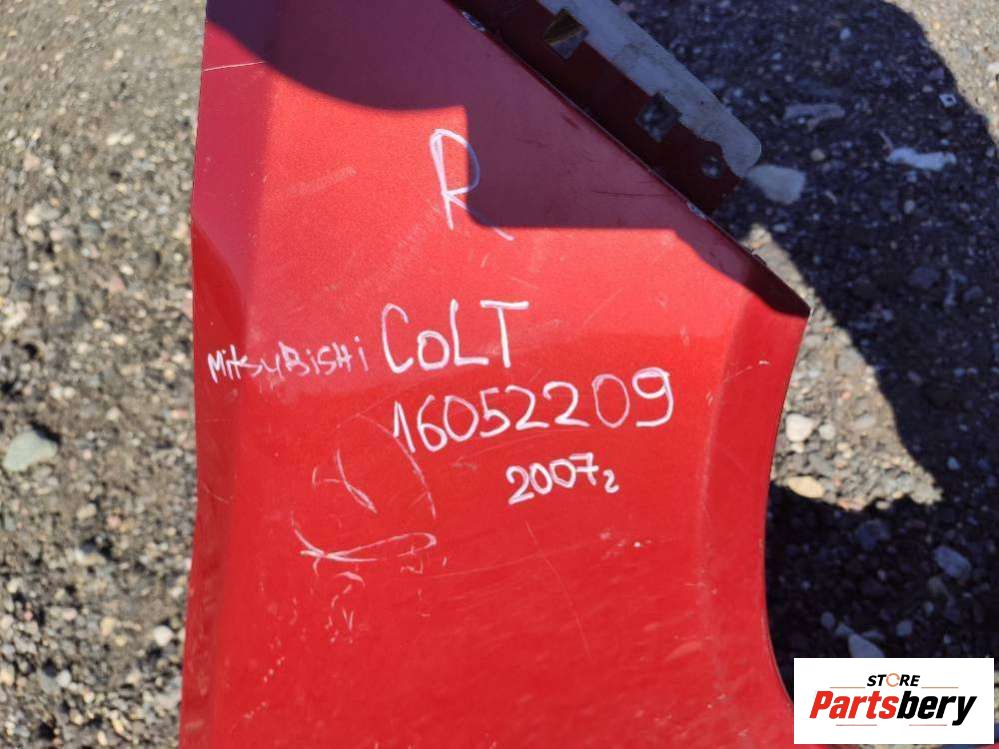 R
MitsuBiSHi COLT
16052209
2007г
STORE
Partsbery